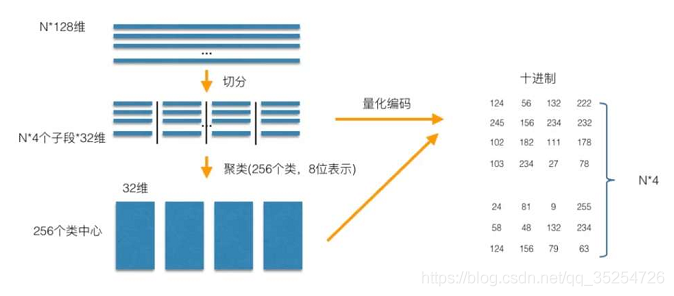 N*128维
...
切分
十进制
量化编码
N*4个子段*32维
...
聚类(256个类，8位表示)
32维
256个类中心
124 56 132 222
245 156 234 232
102 182 111 178
103 234 27 78
24 81 9 255
58 48 132 234
124 156 79 63
N*4
https://blog.csdn.net/qq_35254726